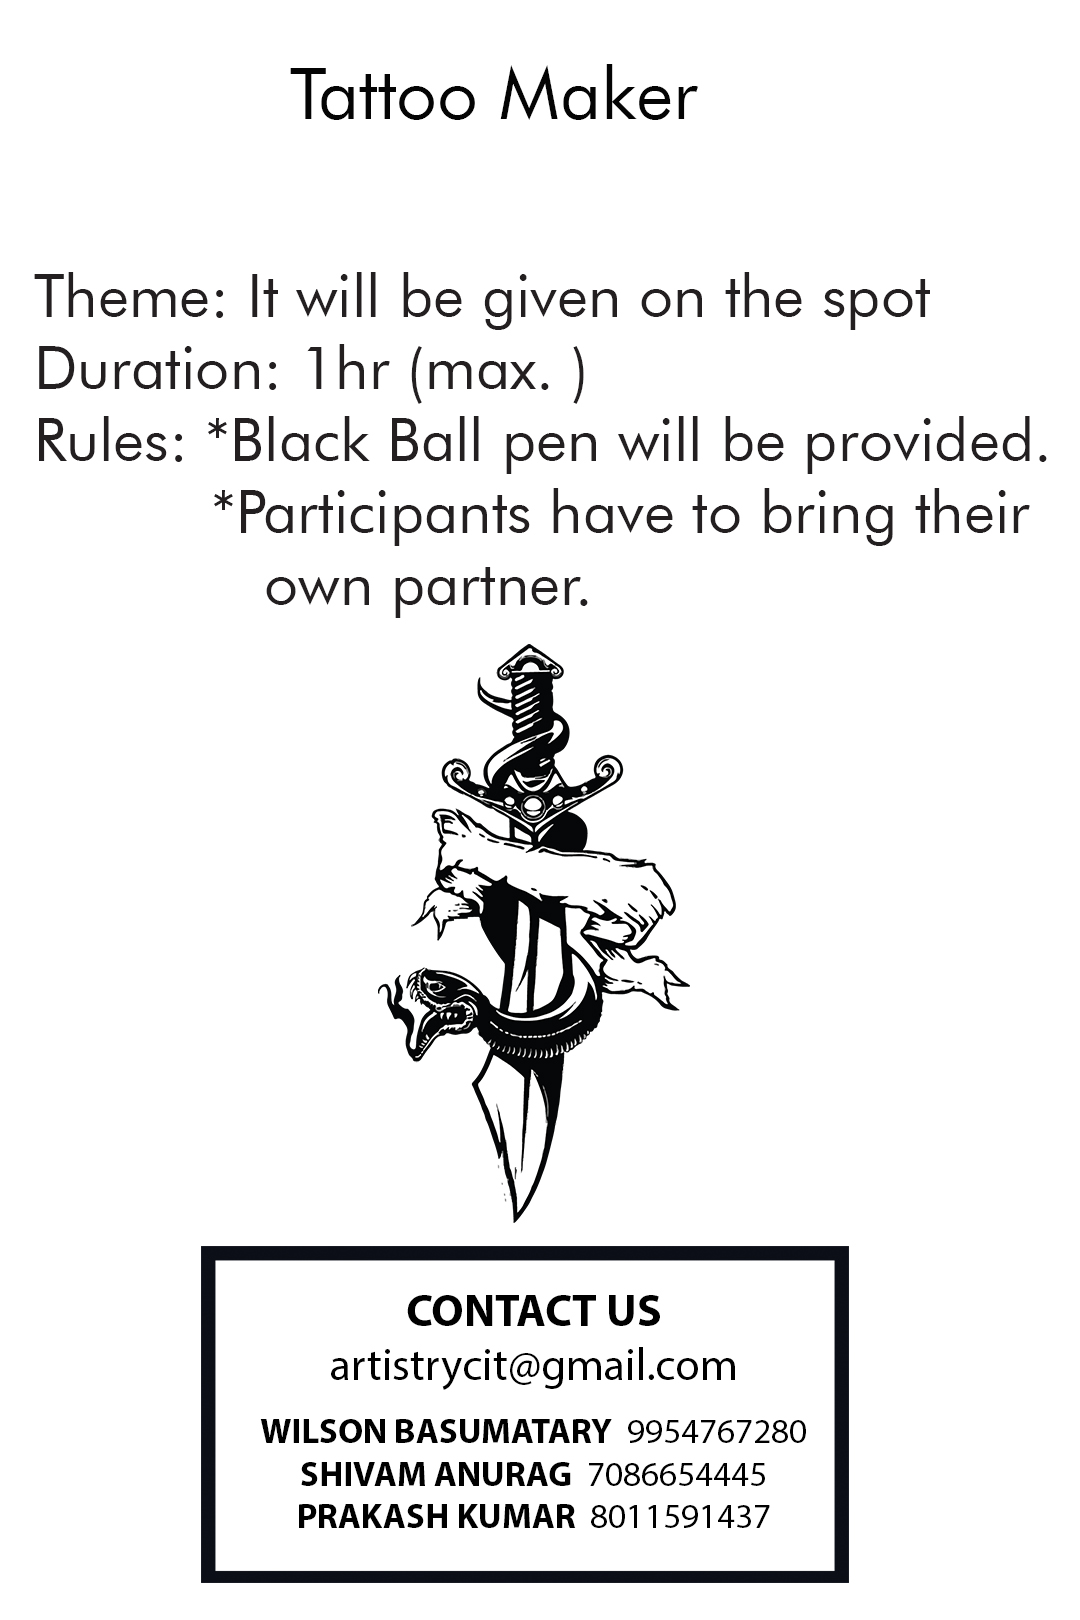 Tattoo Maker
Theme: It will be given on the spot
Duration: 1hr (max. )
Rules: *Black Ball pen will be provided.
*Participants have to bring their
own partner.
CONTACT US
artistrycit@gmail.com
WILSON BASUMATARY 9954767280
SHIVAM ANURAG 7086654445
PRAKASH KUMAR 8011591437